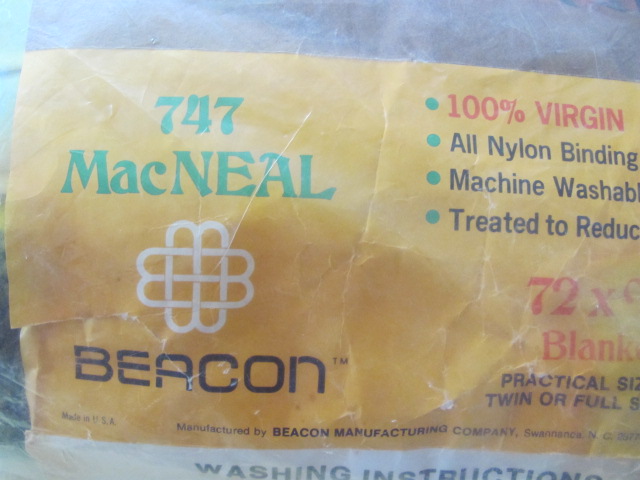 747
MacNEAL
• 100% VIRGIN
• All Nylon Binding
• Machine Washabl
• Treated to Reduc
72 x
Blank
BEACON™
PRACTICAL SIZ
TWIN OR FULL S
Made in U.S.A.
Manufactured by BEACON MANUFACTURING COMPANY, Swannanoa, N. C.
WASHING INSTRUCTIONS